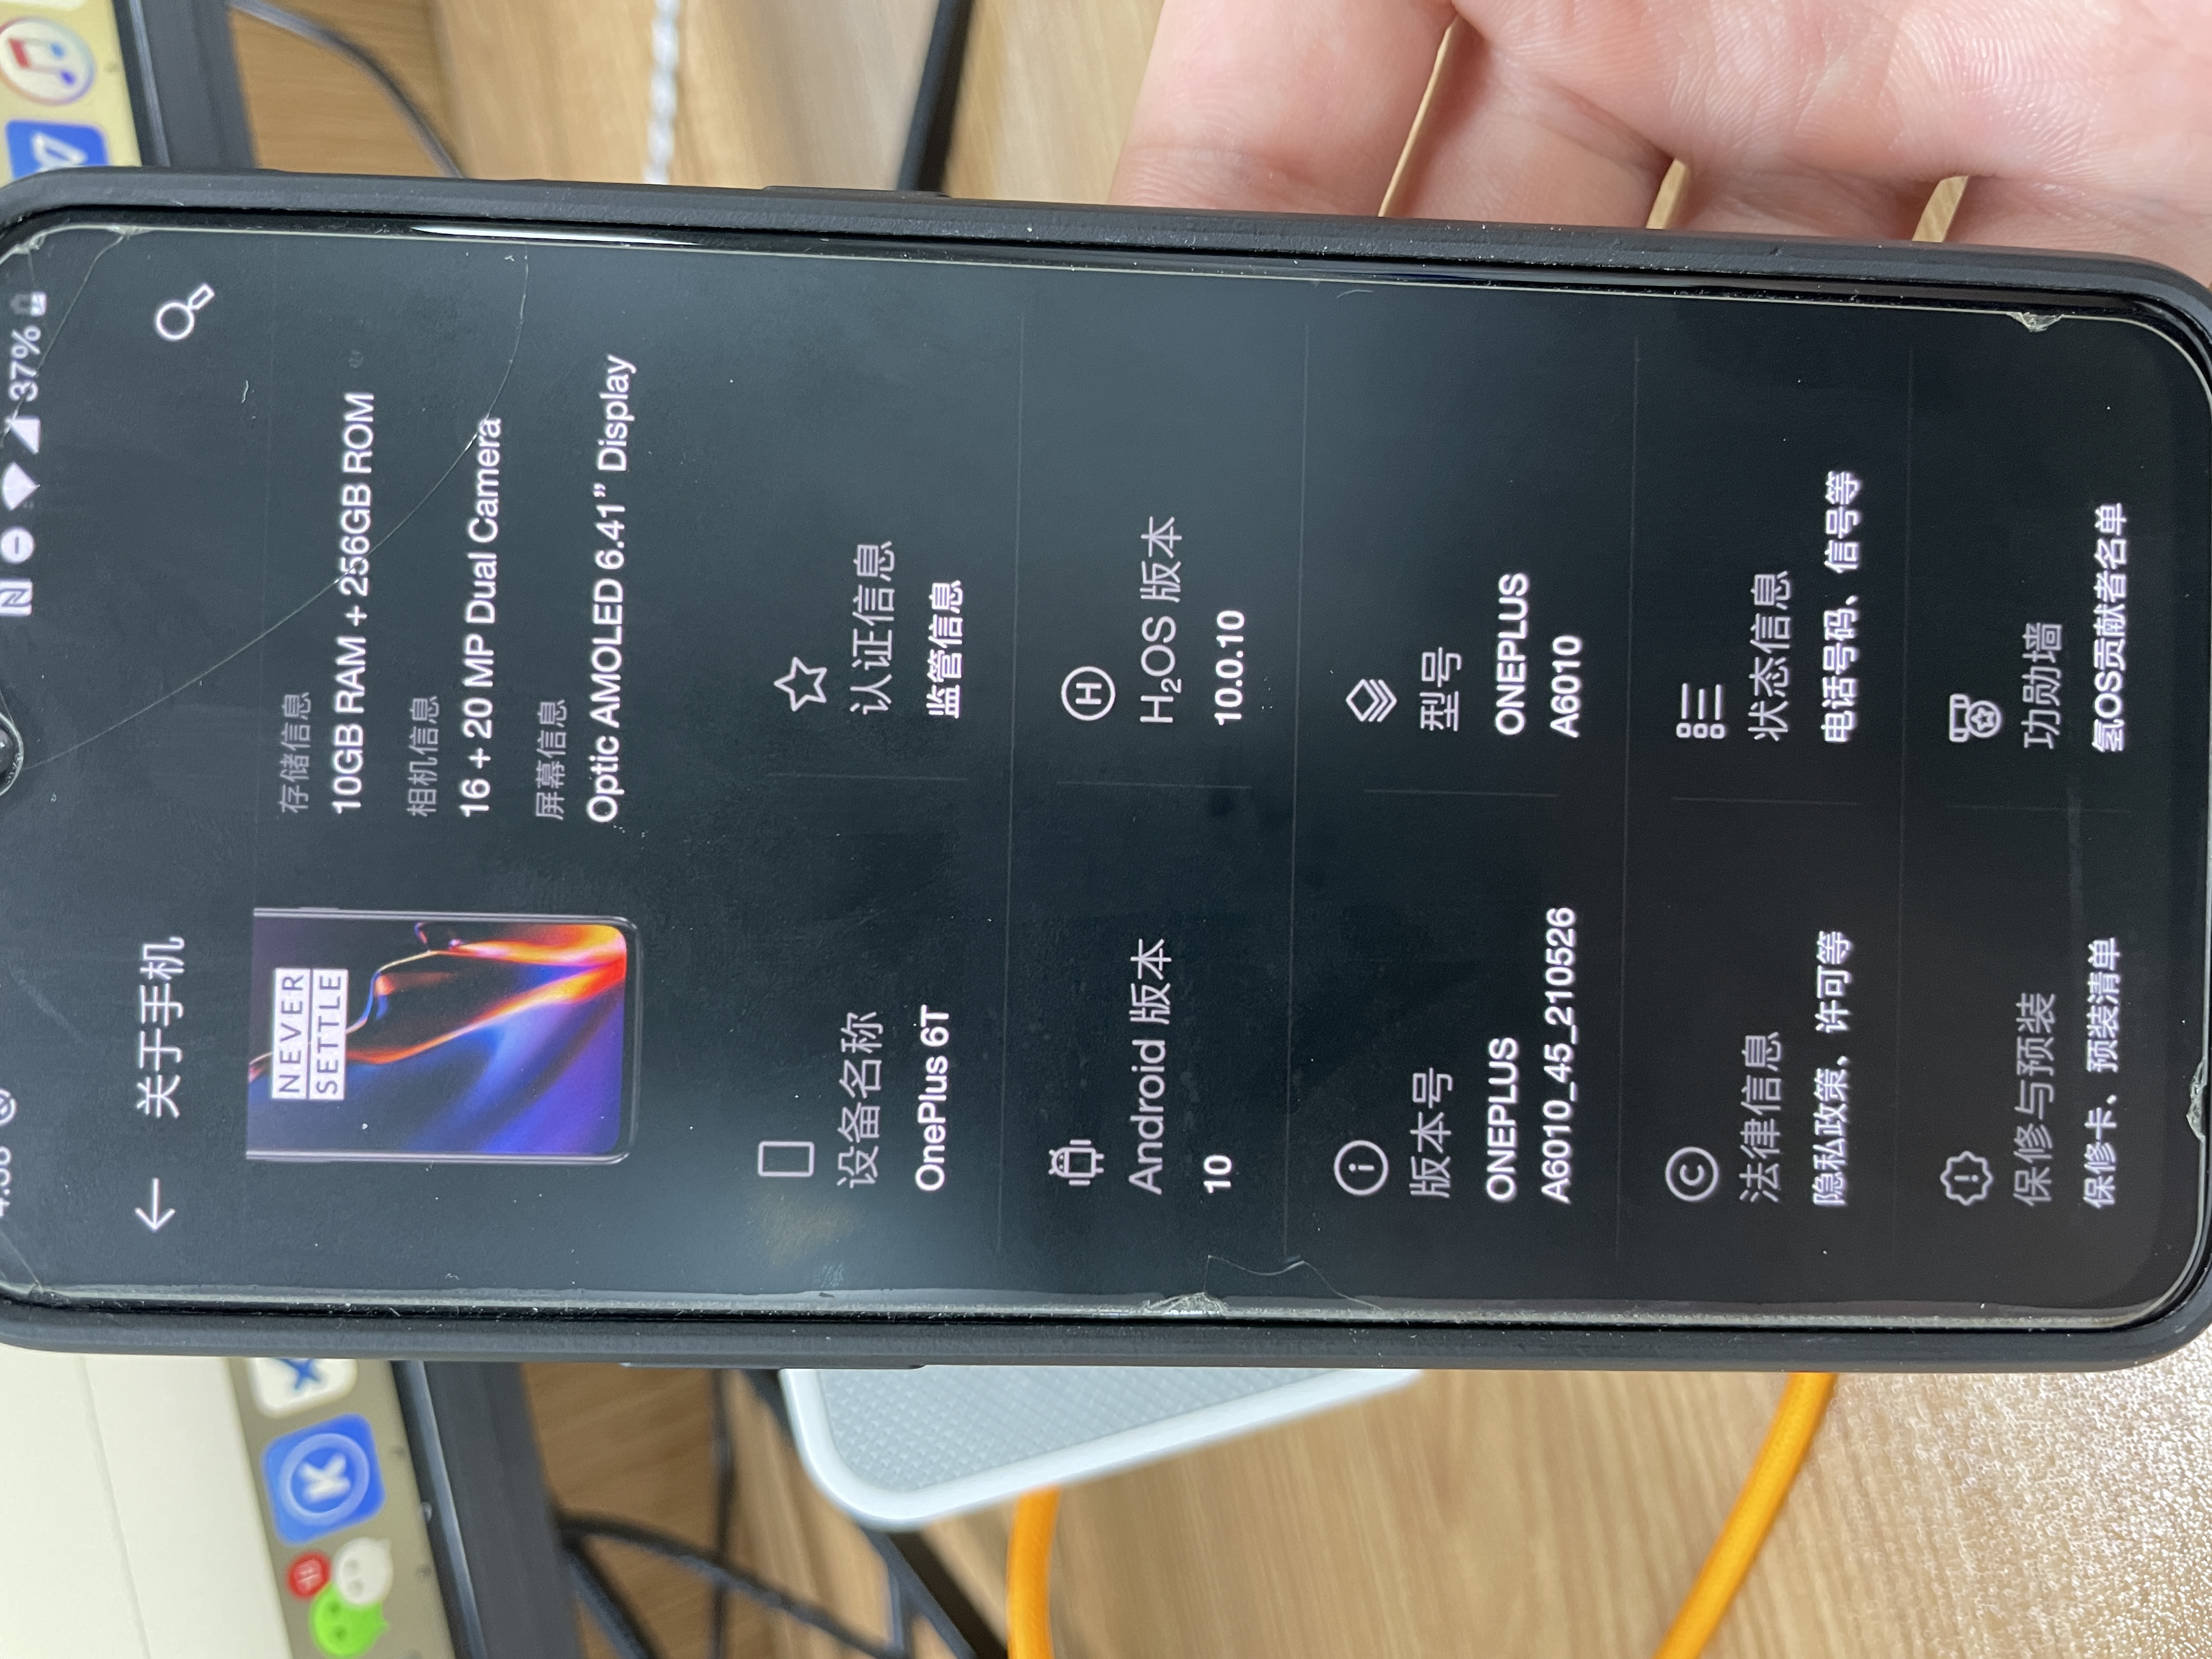 37%
关于手机
NEVER
SETTLE
存储信息
10GB RAM + 256GB ROM
相机信息
16 + 20 MP Dual Camera
屏幕信息
Optic AMOLED 6.41” Display
设备名称
OnePlus 6T
认证信息
监管信息
Android 版本
10
H₂OS 版本
10.0.10
版本号
ONEPLUS
A6010_45_210526
型号
ONEPLUS
A6010
法律信息
隐私政策、许可等
状态信息
电话号码、信号等
保修与预装
保修卡、预装清单
功勋墙
氢OS贡献者名单
K